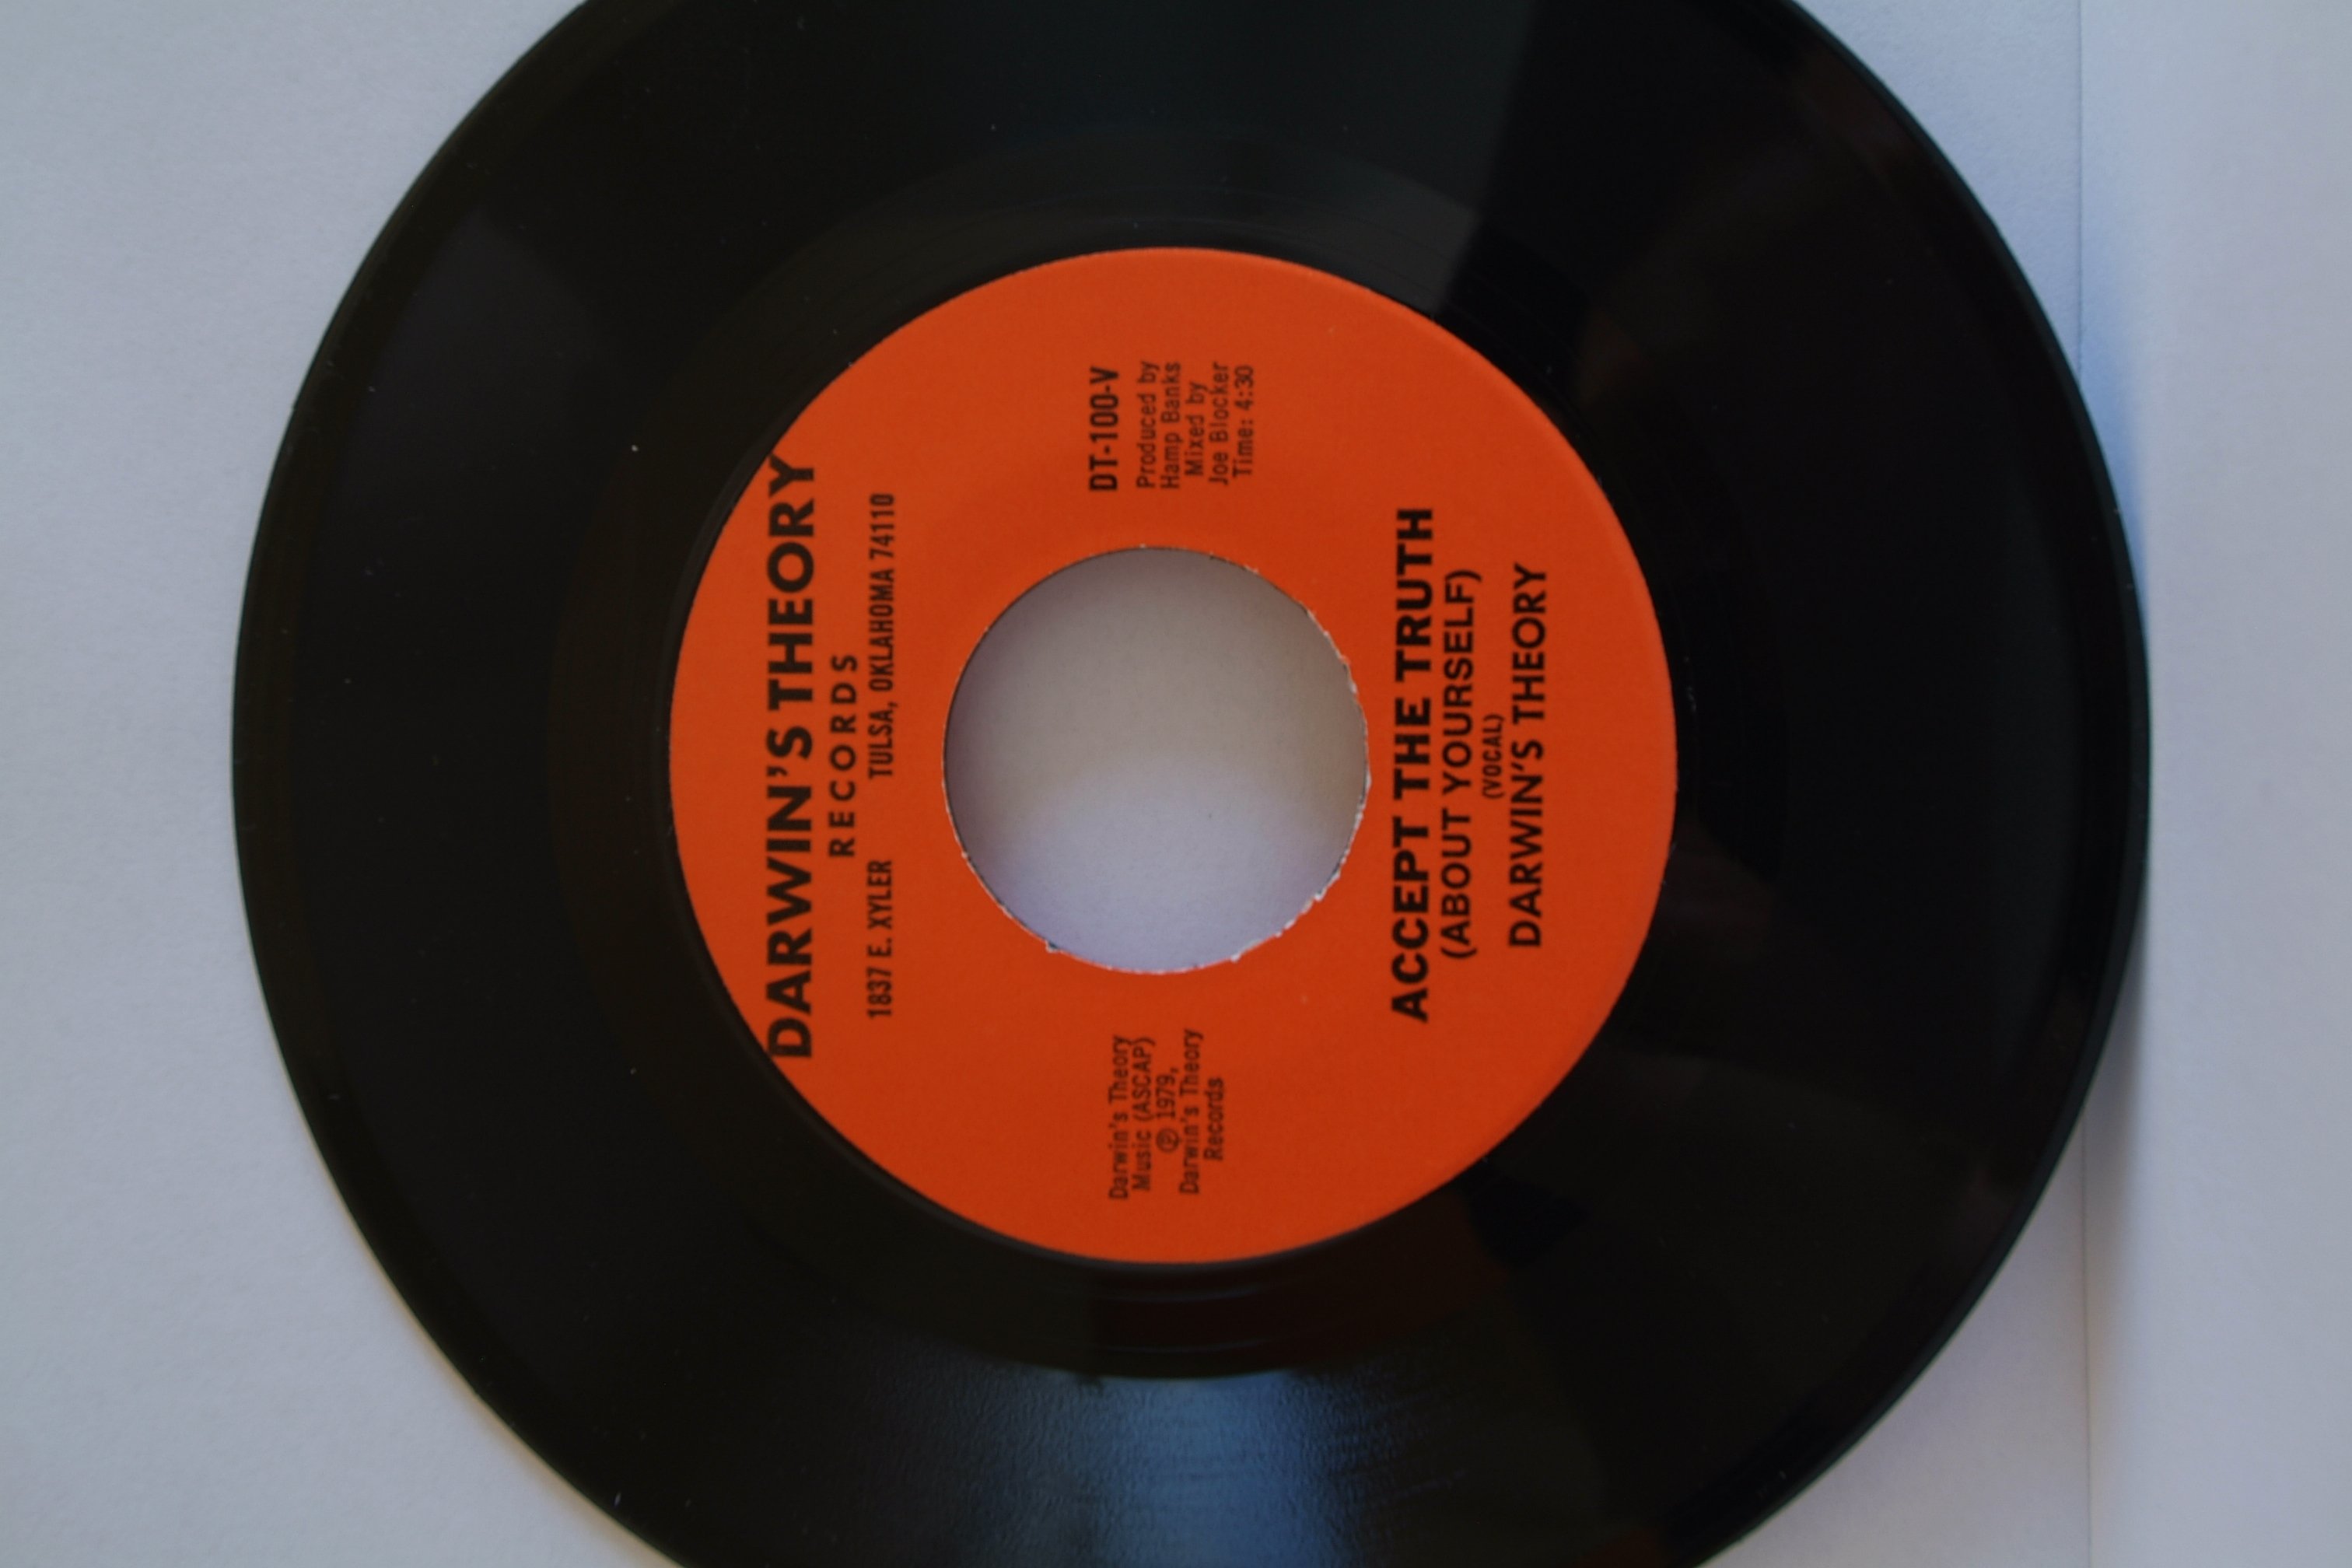 DARWIN'S THEORY
RECORDS
1837 E. XYLER TULSA, OKLAHOMA 74110
Darwin's Theory
Music (ASCAP)
℗ 1979,
Darwin's Theory
Records
DT-100-V
Produced by
Hamp Banks
Mixed by
Joe Blocker
Time: 4:30
ACCEPT THE TRUTH
(ABOUT YOURSELF)
(VOCAL)
DARWIN'S THEORY